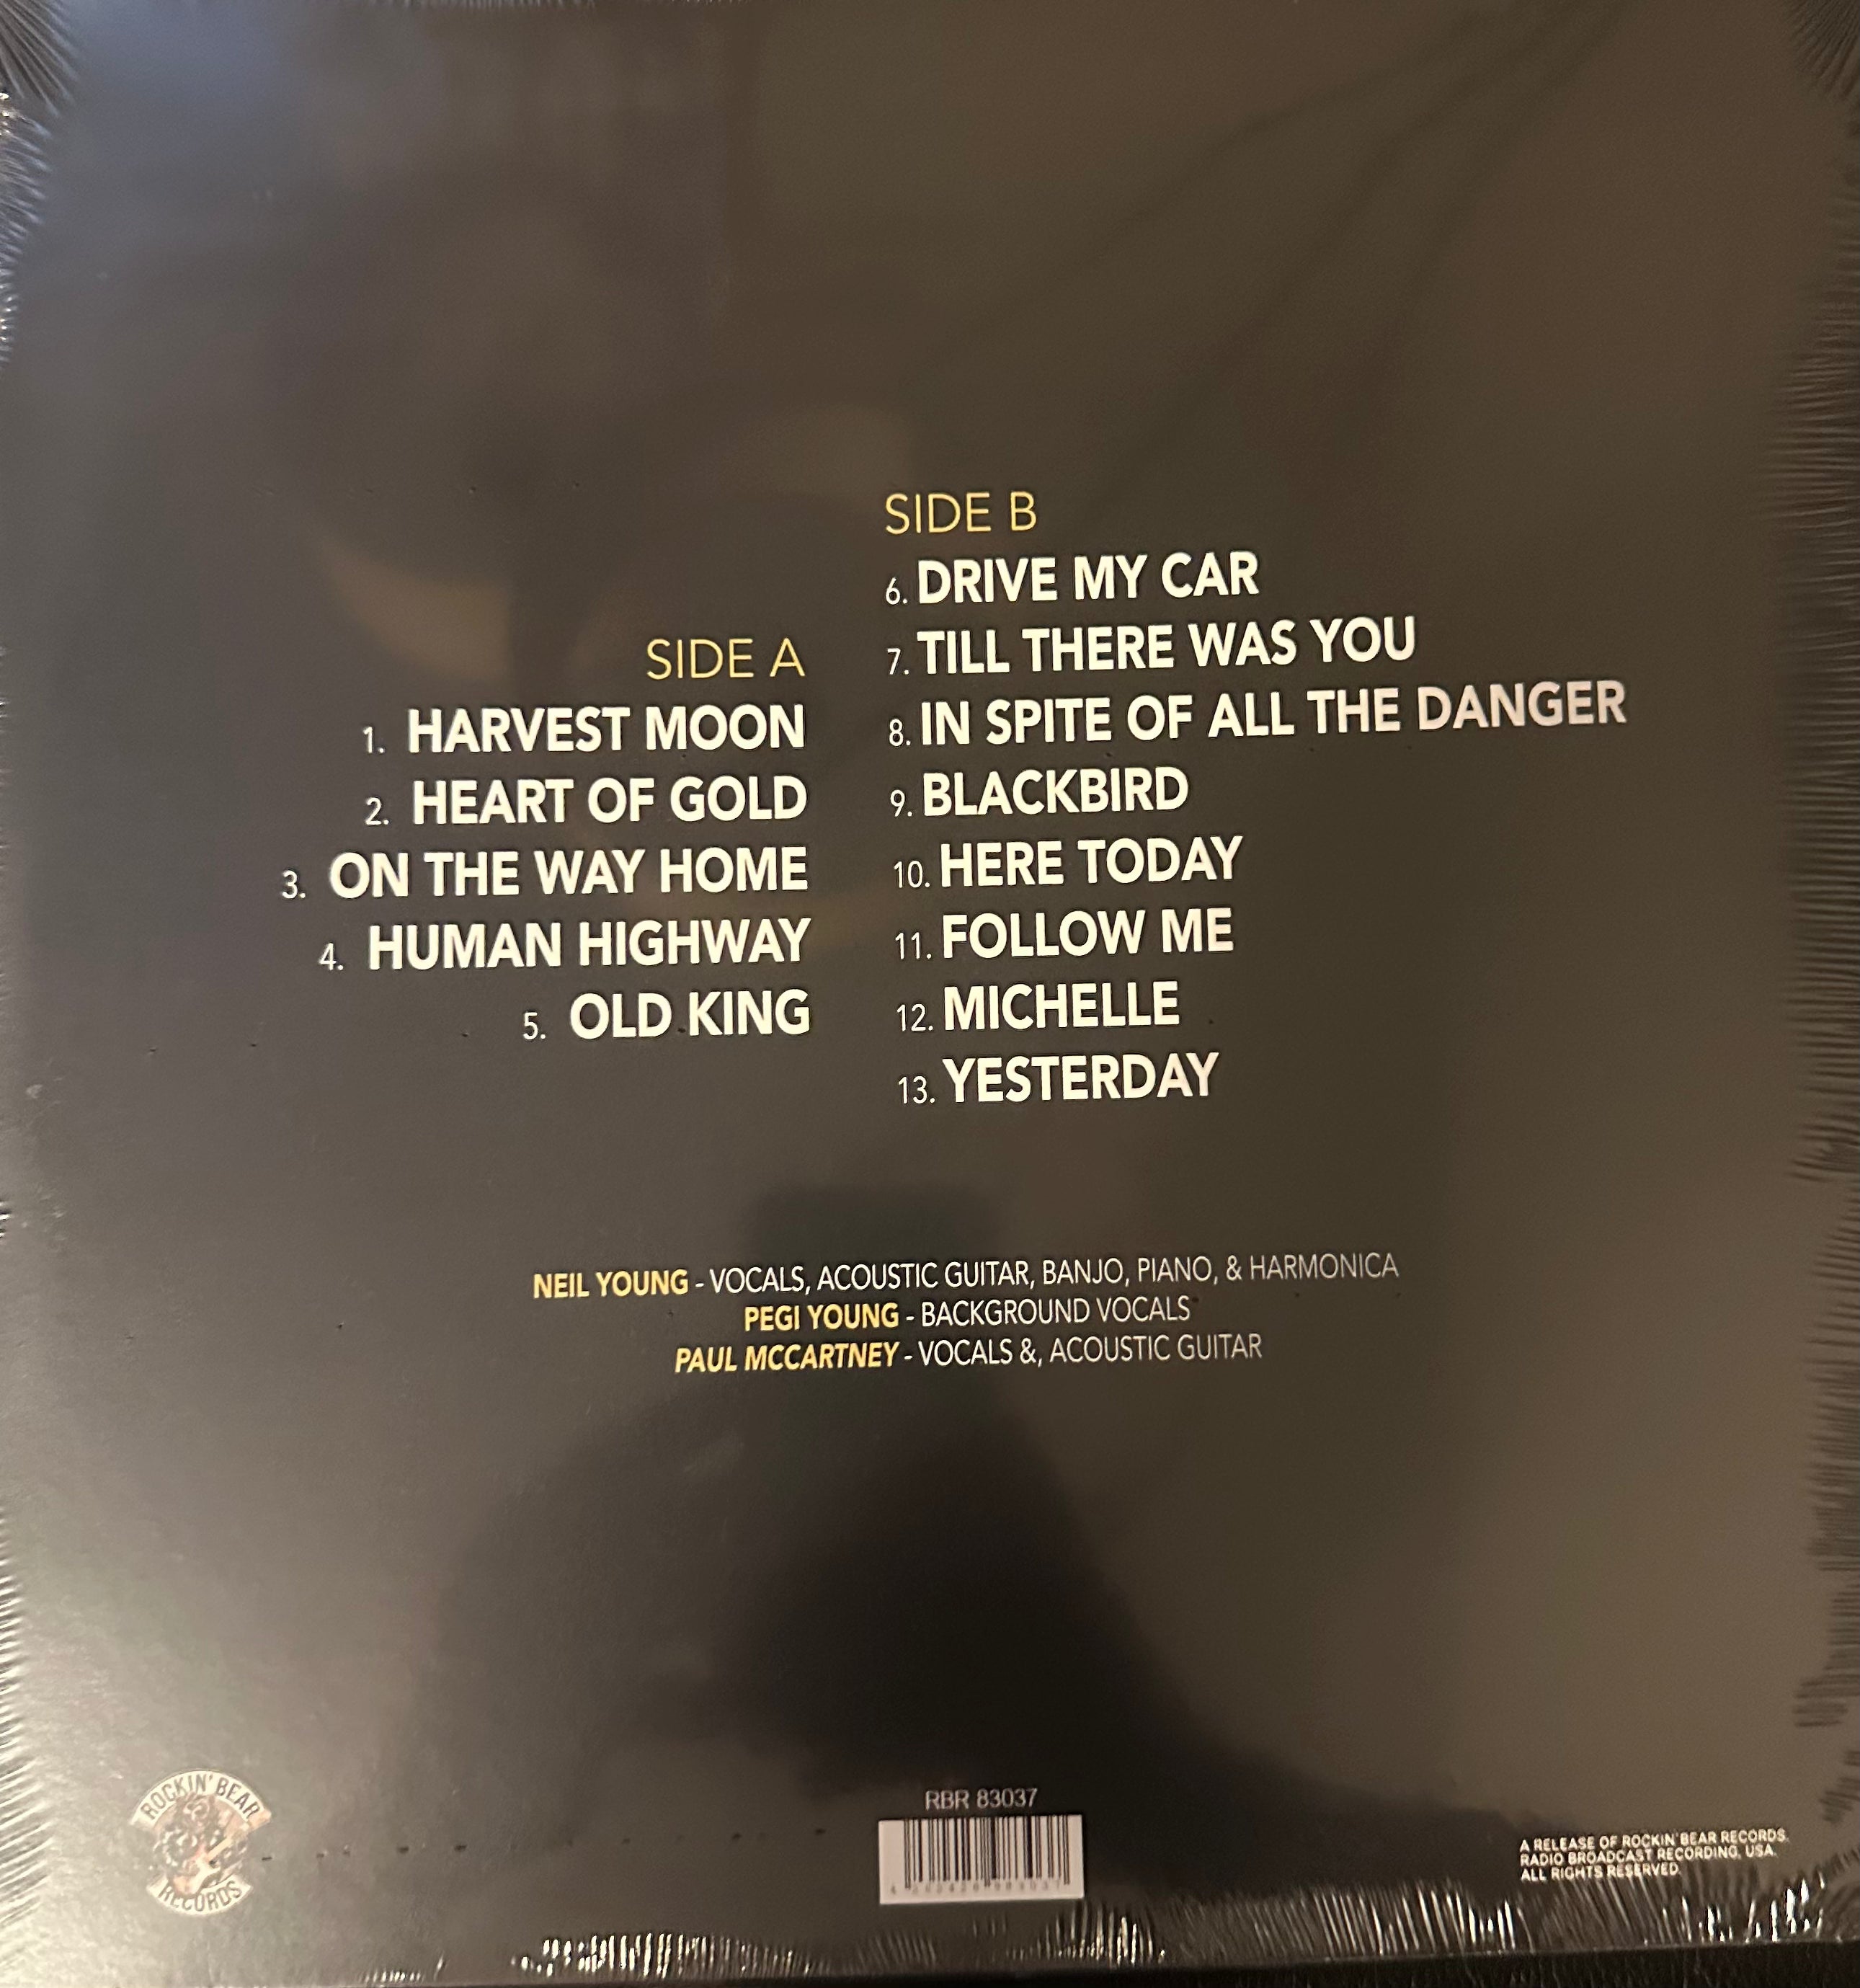 SIDE A
1. HARVEST MOON
2. HEART OF GOLD
3. ON THE WAY HOME
4. HUMAN HIGHWAY
5. OLD KING
SIDE B
6. DRIVE MY CAR
7. TILL THERE WAS YOU
8. IN SPITE OF ALL THE DANGER
9. BLACKBIRD
10. HERE TODAY
11. FOLLOW ME
12. MICHELLE
13. YESTERDAY
NEIL YOUNG - VOCALS, ACOUSTIC GUITAR, BANJO, PIANO, & HARMONICA
PEGI YOUNG - BACKGROUND VOCALS
PAUL MCCARTNEY - VOCALS &, ACOUSTIC GUITAR
ROCKIN' BEAR
RECORDS
RBR 83037
A RELEASE OF ROCKIN' BEAR RECORDS.
RADIO BROADCAST RECORDING, USA.
ALL RIGHTS RESERVED.